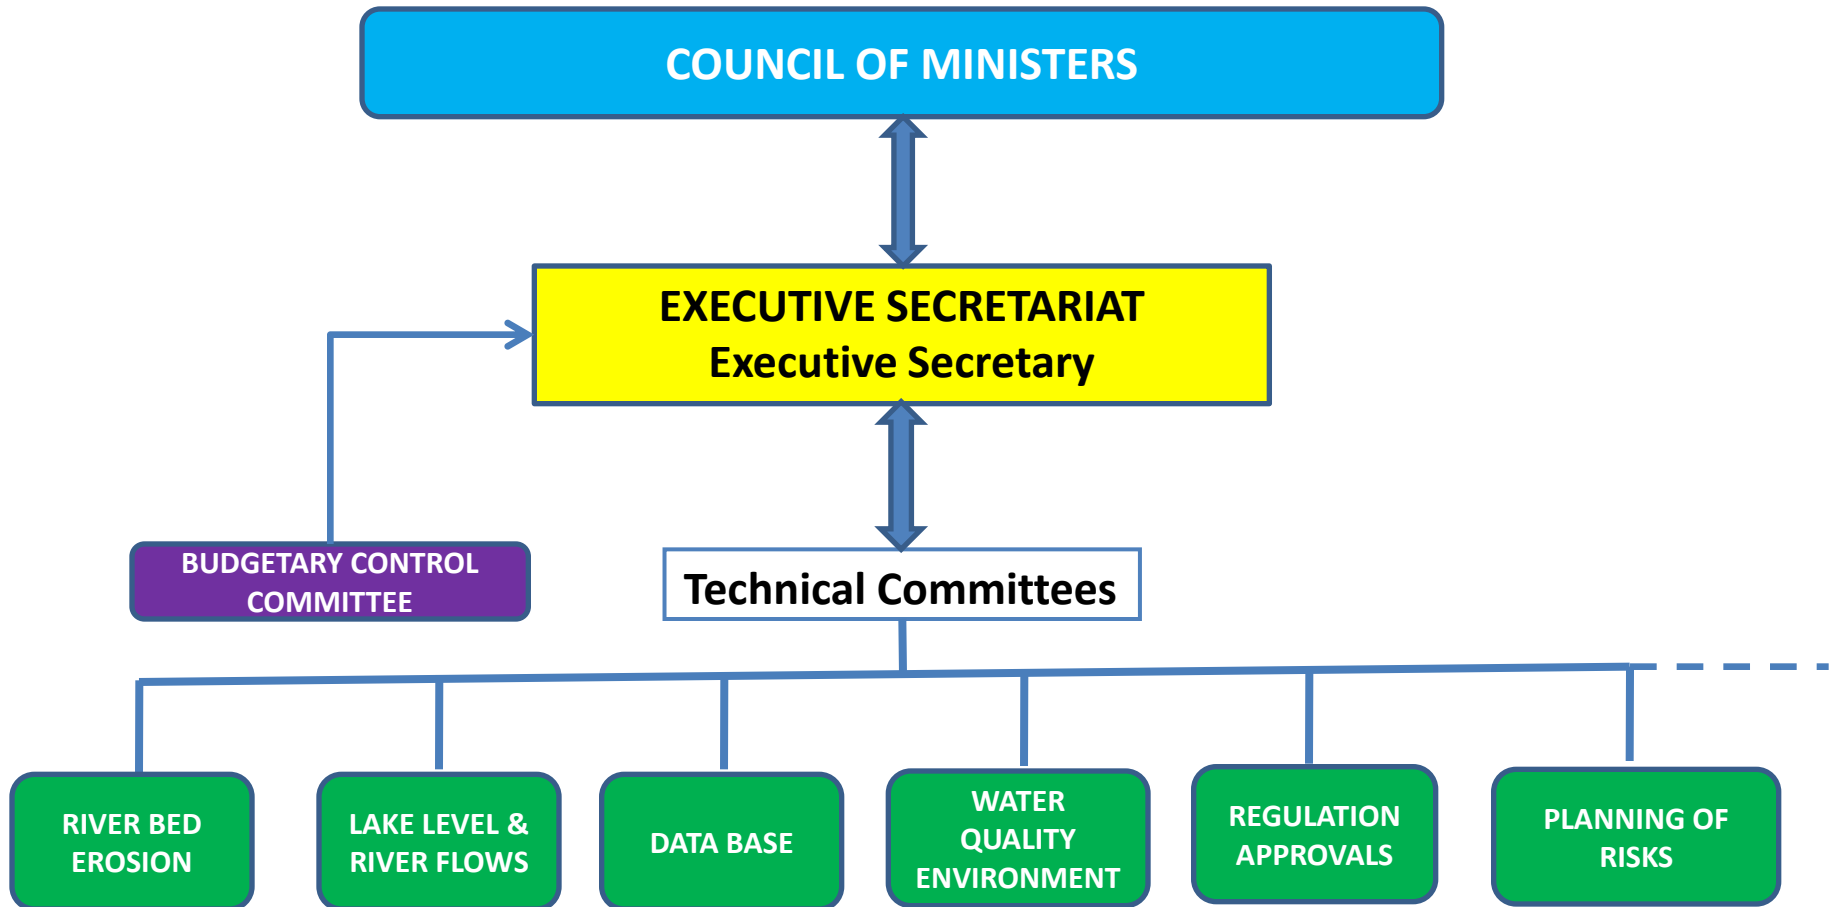 COUNCIL OF MINISTERS
EXECUTIVE SECRETARIAT
Executive Secretary
BUDGETARY CONTROL
COMMITTEE
Technical Committees
RIVER BED
EROSION
LAKE LEVEL &
RIVER FLOWS
DATA BASE
WATER
QUALITY
ENVIRONMENT
REGULATION
APPROVALS
PLANNING OF
RISKS